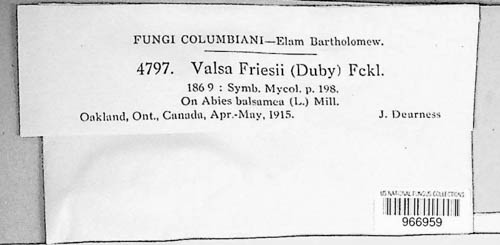 FUNGI COLUMBIANI—Elam Bartholomew.
4797. Valsa Friesii (Duby) Fckl.
1869 : Symb. Mycol. p. 198.
On Abies balsamea (L.) Mill.
Oakland, Ont., Canada, Apr.-May, 1915. J. Dearness
US NATIONAL FUNGUS COLLECTIONS
966959